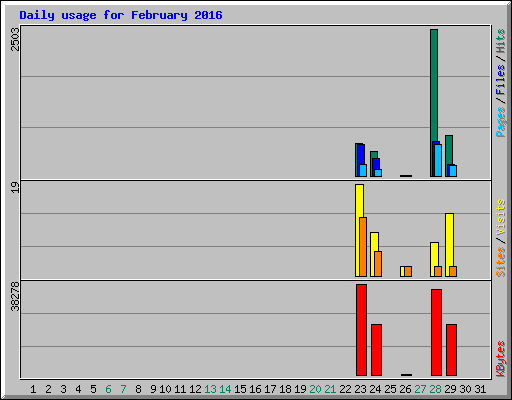 Daily usage for February 2016
2503
19
38278
Pages / Files / Hits
Sites / Visits
KBytes
1 2 3 4 5 6 7 8 9 10 11 12 13 14 15 16 17 18 19 20 21 22 23 24 25 26 27 28 29 30 31